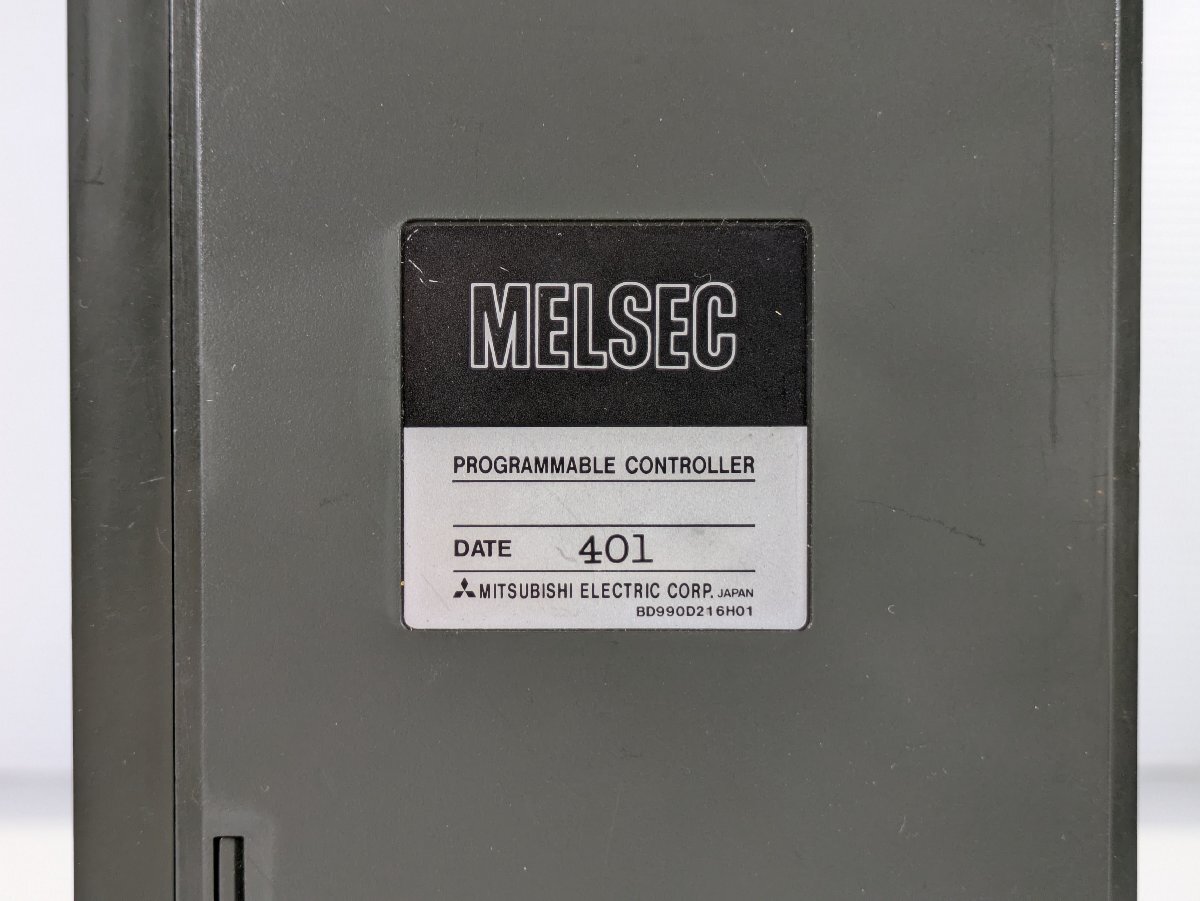 MELSEC
PROGRAMMABLE CONTROLLER
DATE 401
MITSUBISHI ELECTRIC CORP. JAPAN
BD990D216H01